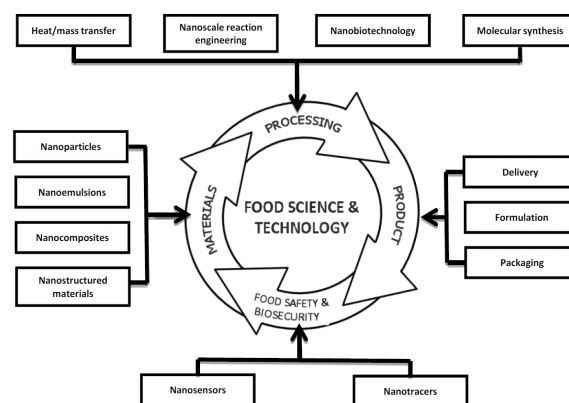 Heat/mass transfer
Nanoscale reaction
engineering
Nanobiotechnology
Molecular synthesis
PROCESSING
Nanoparticles
Nanoemulsions
Nanocomposites
Nanostructured
materials
MATERIALS
FOOD SCIENCE &
TECHNOLOGY
PRODUCT
Delivery
Formulation
Packaging
FOOD SAFETY &
BIOSECURITY
Nanosensors
Nanotracers